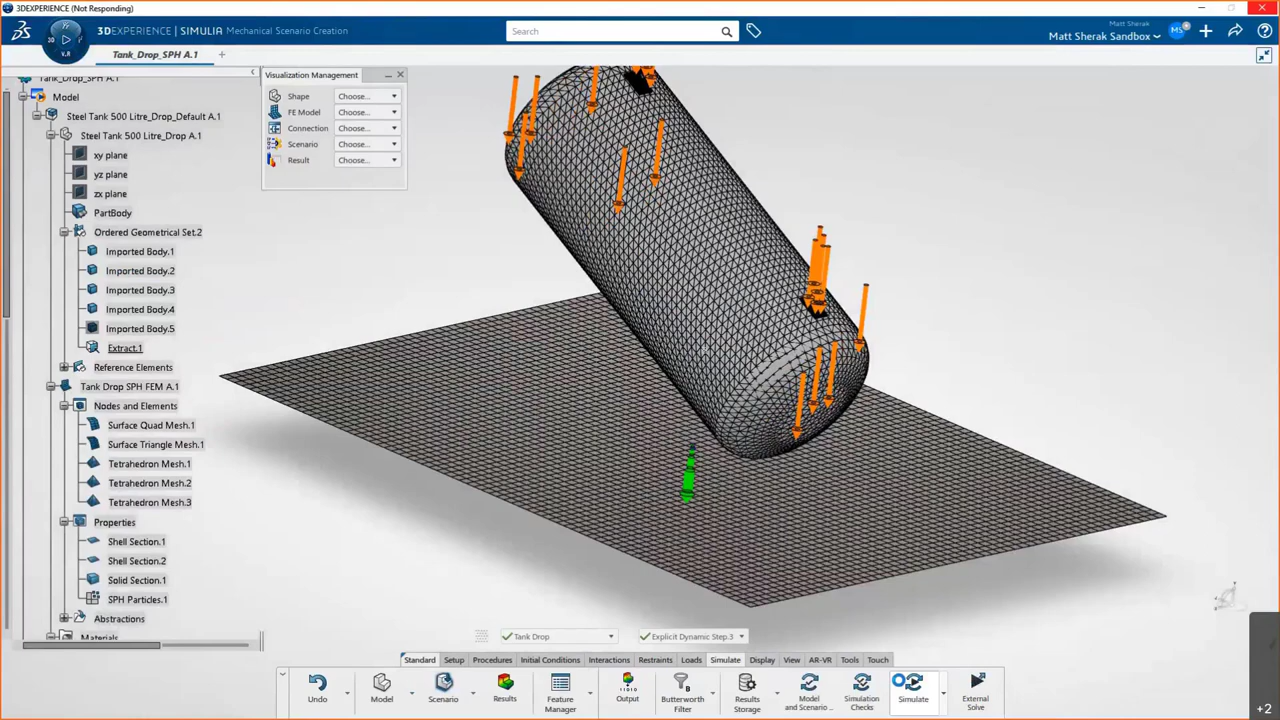 3DEXPERIENCE (Not Responding)
3DEXPERIENCE | SIMULIA Mechanical Scenario Creation
Search
Matt Sherak
Matt Sherak Sandbox
MS
V.R
Tank_Drop_SPH A.1
Tank_Drop_SPH A.1
Model
Steel Tank 500 Litre_Drop_Default A.1
Steel Tank 500 Litre_Drop A.1
xy plane
yz plane
zx plane
PartBody
Ordered Geometrical Set.2
Imported Body.1
Imported Body.2
Imported Body.3
Imported Body.4
Imported Body.5
Extract.1
Reference Elements
Tank Drop SPH FEM A.1
Nodes and Elements
Surface Quad Mesh.1
Surface Triangle Mesh.1
Tetrahedron Mesh.1
Tetrahedron Mesh.2
Tetrahedron Mesh.3
Properties
Shell Section.1
Shell Section.2
Solid Section.1
SPH Particles.1
Abstractions
Materials
Visualization Management
Shape Choose...
FE Model Choose...
Connection Choose...
Scenario Choose...
Result Choose...
Tank Drop
Explicit Dynamic Step.3
Standard Setup Procedures Initial Conditions Interactions Restraints Loads Simulate Display View AR-VR Tools Touch
Undo
Model
Scenario
Results
Feature Manager
Output
Butterworth Filter
Results Storage
Model and Scenario ...
Simulation Checks
Simulate
External Solve
+2